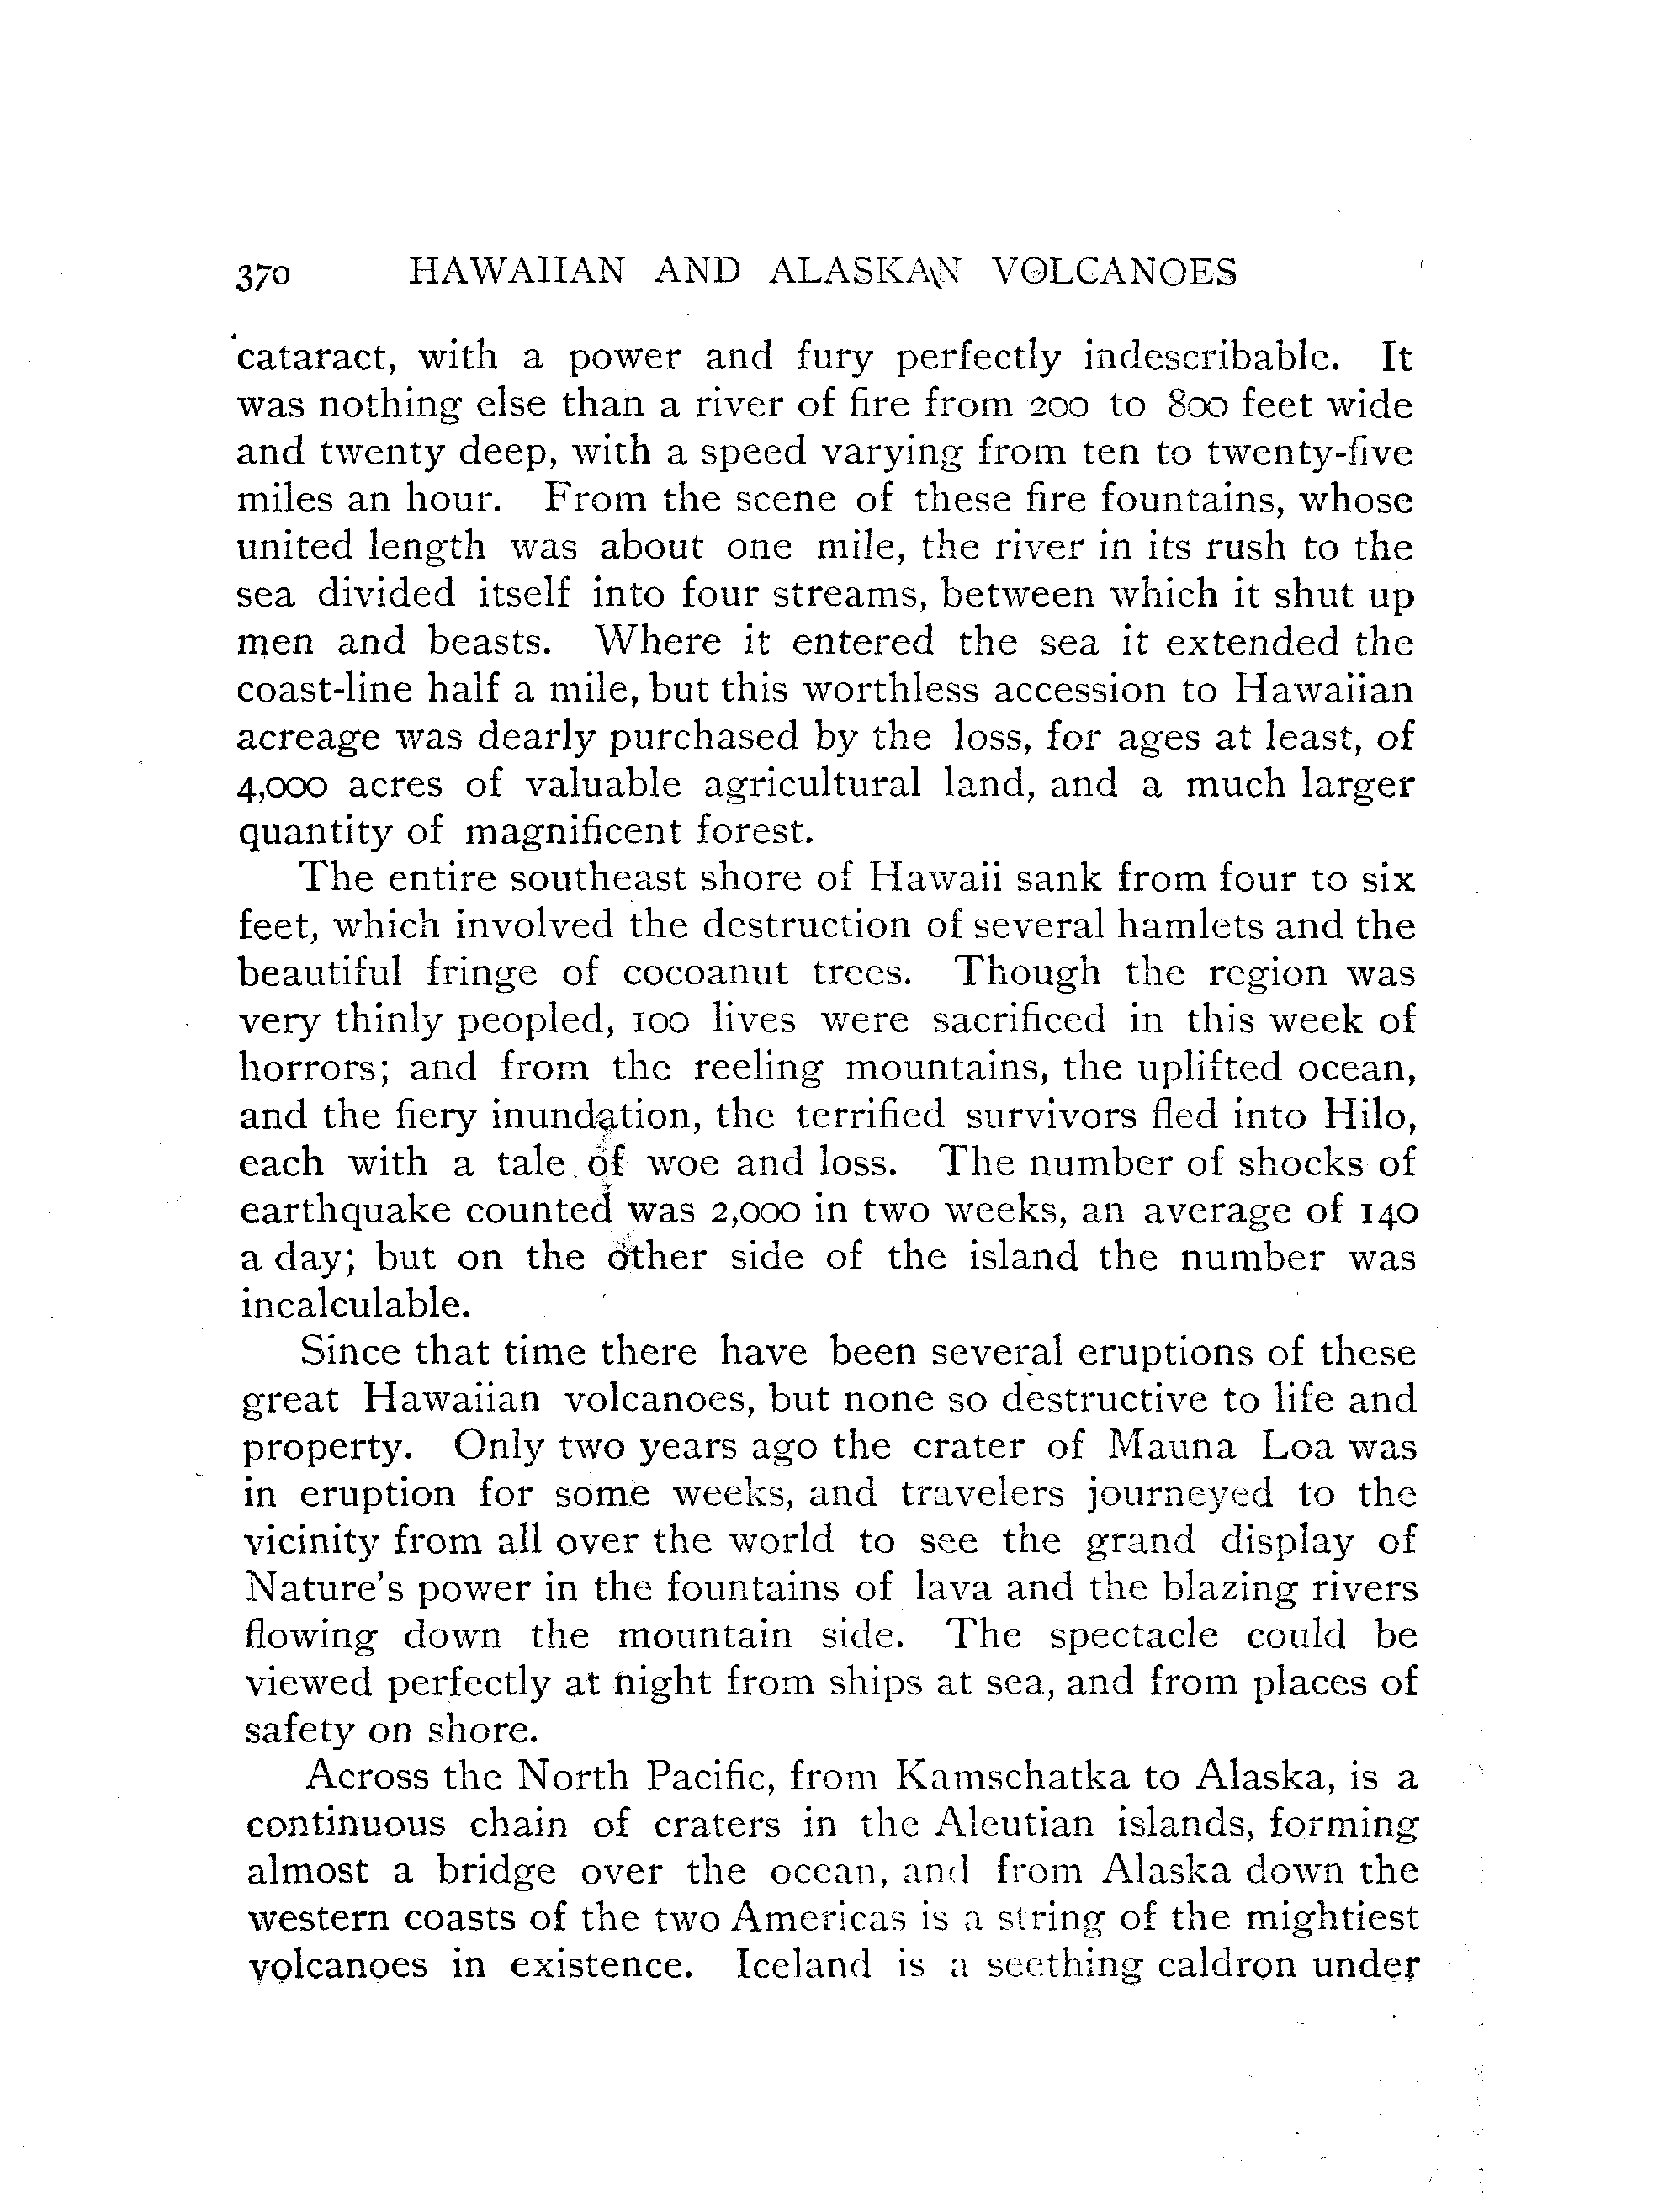 370 HAWAIIAN AND ALASKAN VOLCANOES
cataract, with a power and fury perfectly indescribable. It
was nothing else than a river of fire from 200 to 800 feet wide
and twenty deep, with a speed varying from ten to twenty-five
miles an hour. From the scene of these fire fountains, whose
united length was about one mile, the river in its rush to the
sea divided itself into four streams, between which it shut up
men and beasts. Where it entered the sea it extended the
coast-line half a mile, but this worthless accession to Hawaiian
acreage was dearly purchased by the loss, for ages at least, of
4,000 acres of valuable agricultural land, and a much larger
quantity of magnificent forest.
The entire southeast shore of Hawaii sank from four to six
feet, which involved the destruction of several hamlets and the
beautiful fringe of cocoanut trees. Though the region was
very thinly peopled, 100 lives were sacrificed in this week of
horrors; and from the reeling mountains, the uplifted ocean,
and the fiery inundation, the terrified survivors fled into Hilo,
each with a tale of woe and loss. The number of shocks of
earthquake counted was 2,000 in two weeks, an average of 140
a day; but on the other side of the island the number was
incalculable.
Since that time there have been several eruptions of these
great Hawaiian volcanoes, but none so destructive to life and
property. Only two years ago the crater of Mauna Loa was
in eruption for some weeks, and travelers journeyed to the
vicinity from all over the world to see the grand display of
Nature's power in the fountains of lava and the blazing rivers
flowing down the mountain side. The spectacle could be
viewed perfectly at night from ships at sea, and from places of
safety on shore.
Across the North Pacific, from Kamschatka to Alaska, is a
continuous chain of craters in the Aleutian islands, forming
almost a bridge over the ocean, and from Alaska down the
western coasts of the two Americas is a string of the mightiest
volcanoes in existence. Iceland is a seething caldron under